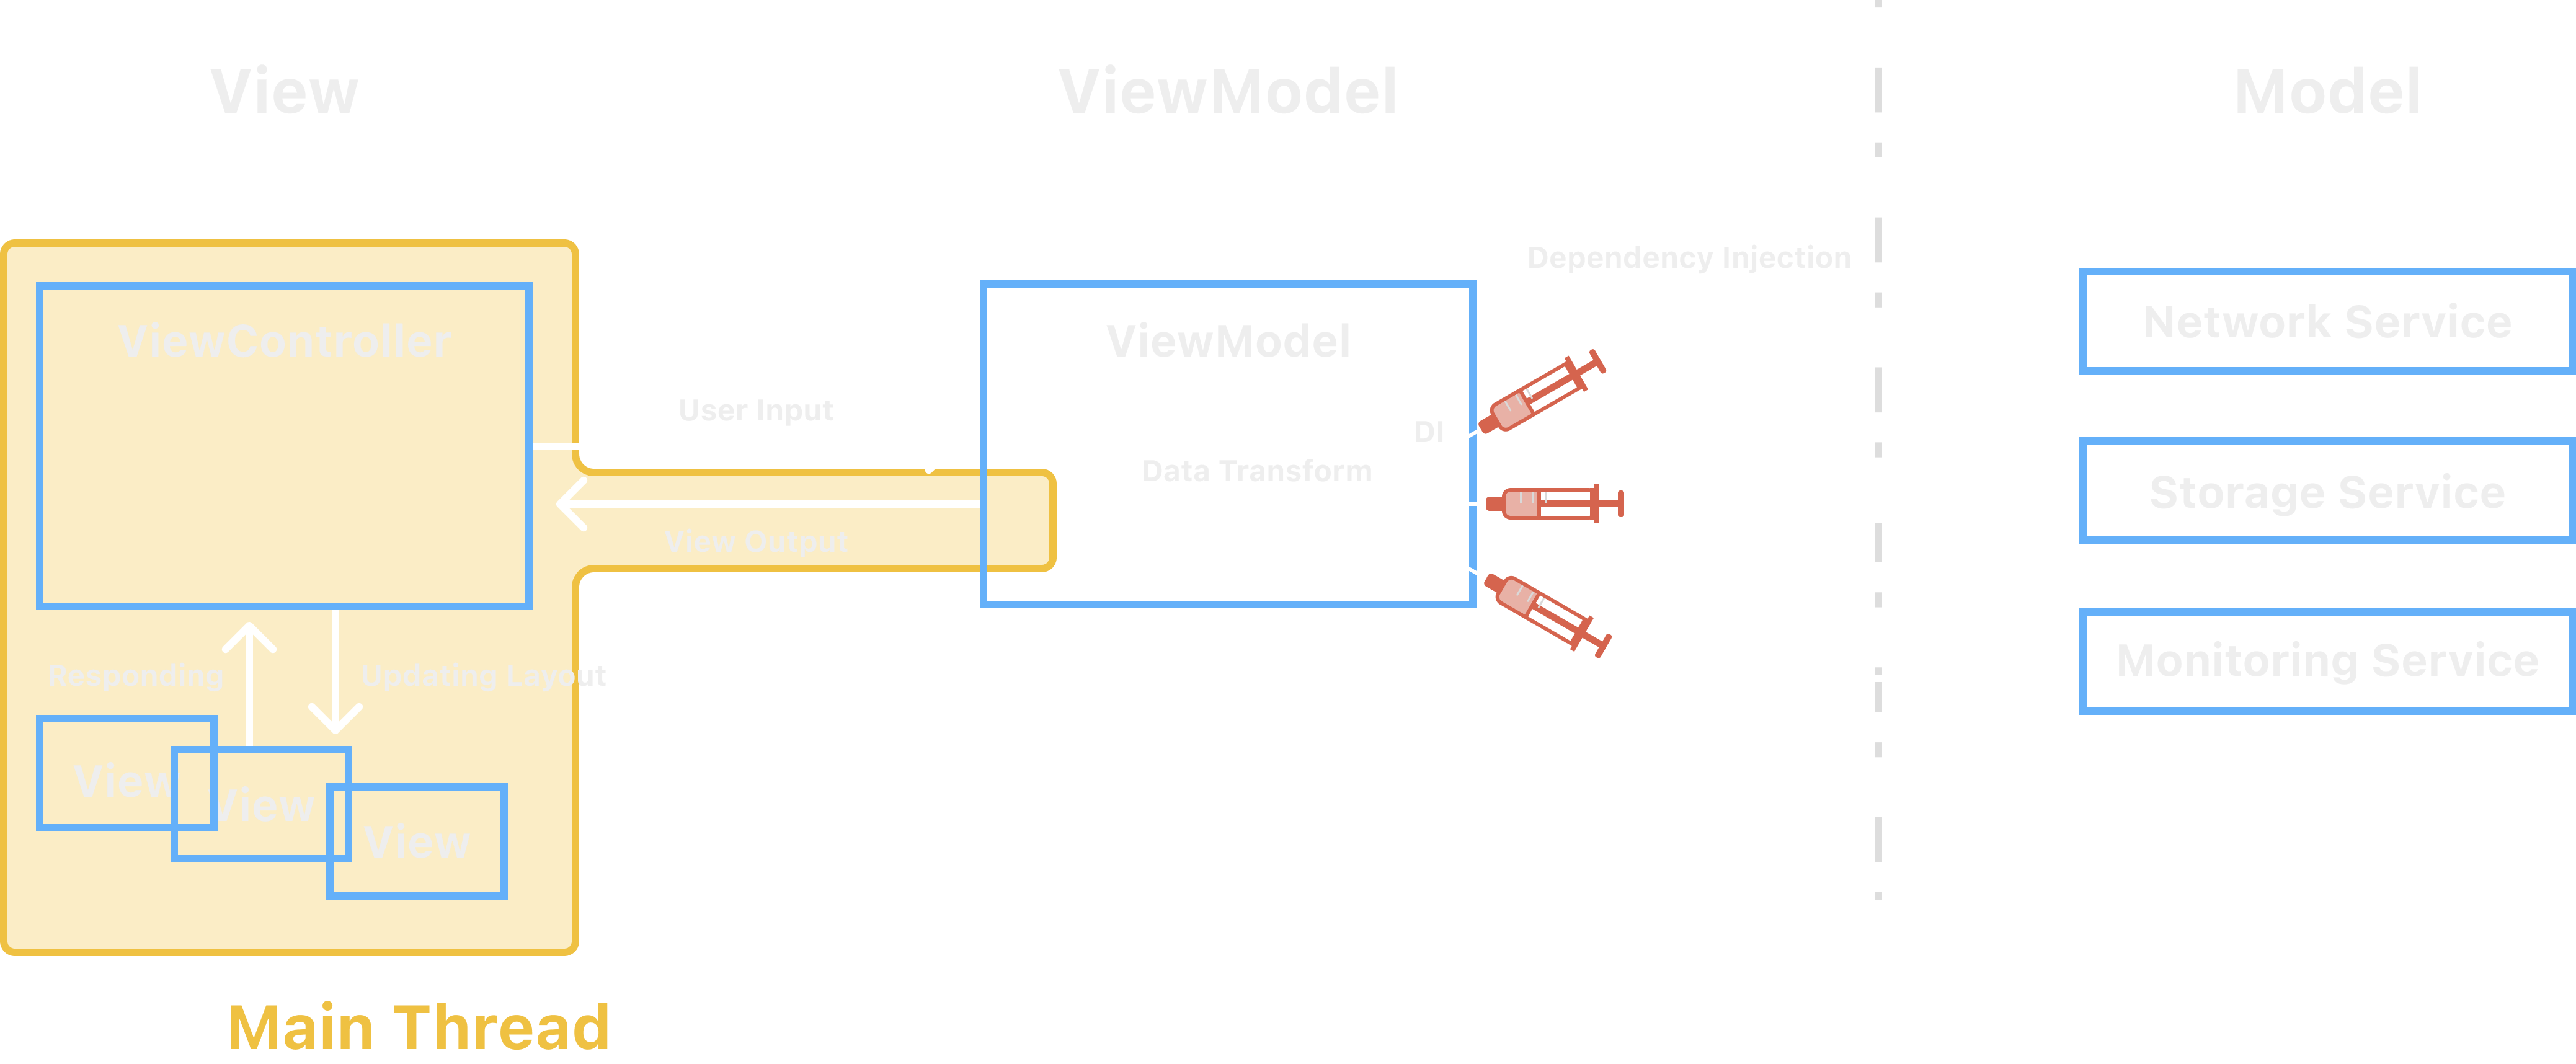 View
ViewModel
Model
Dependency Injection
ViewController
ViewModel
Network Service
User Input
DI
Data Transform
Storage Service
View Output
Responding
Updating Layout
Monitoring Service
View
View
View
Main Thread